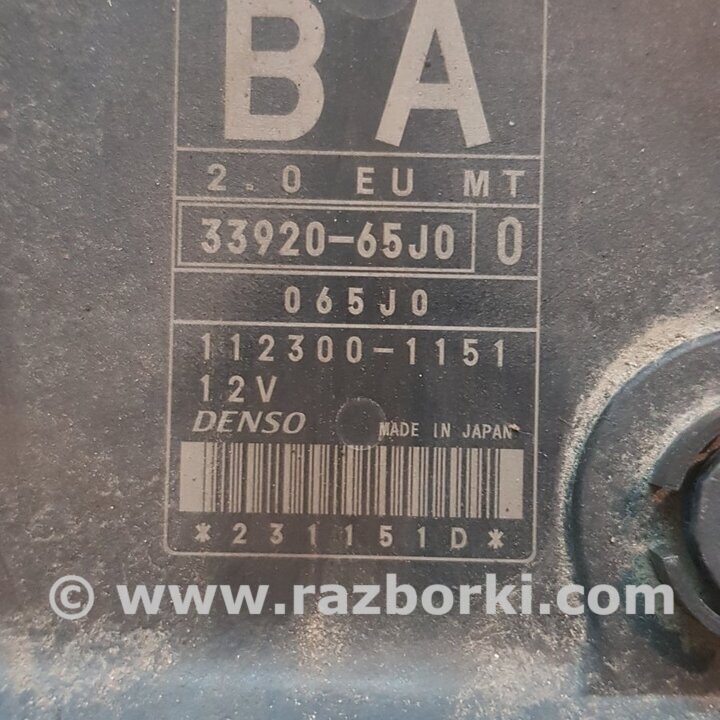 BA
2.0 EU MT
33920-65J0 0
065J0
112300-1151
12V
DENSO MADE IN JAPAN
*231151D*
© www.razborki.com